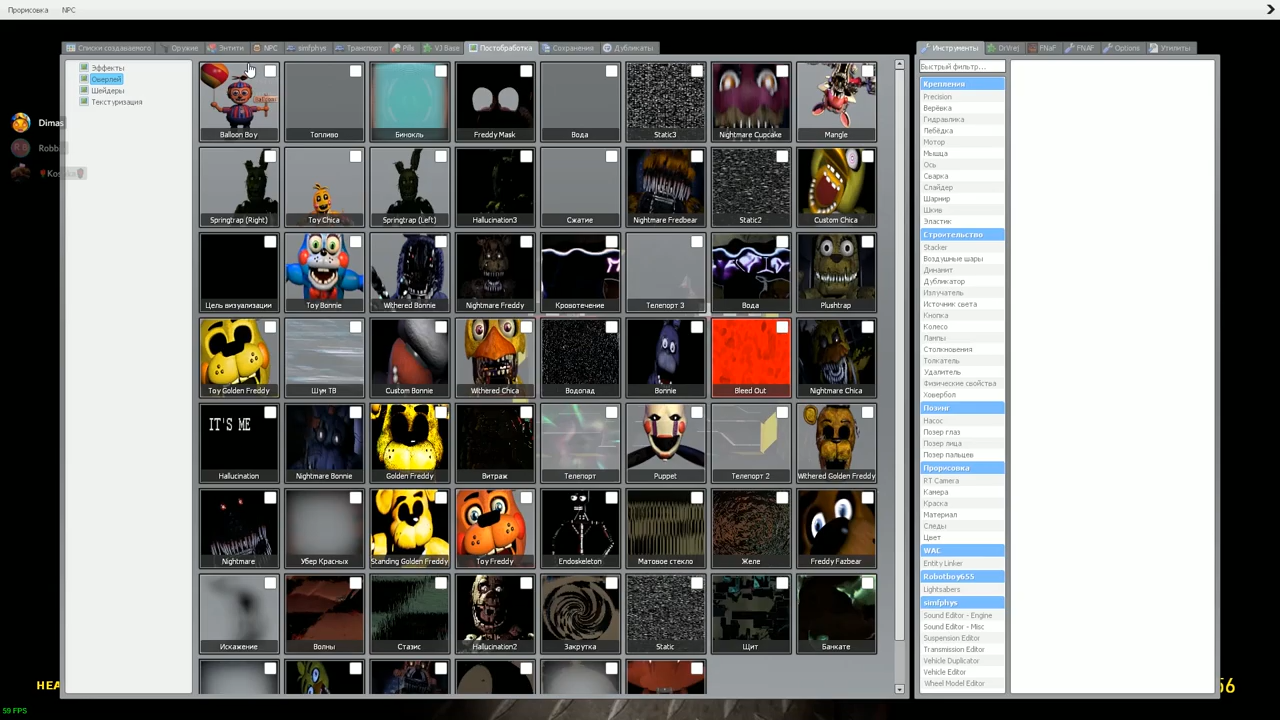 Прорисовка NPC
Списки создаваемого Оружие Энтити NPC simfphys Транспорт Pills VJ Base Постобработка Сохранения Дубликаты
Эффекты
Оверлей
Шейдеры
Текстуризация
Dimas
Robb
Balloon Boy Топливо Бинокль Freddy Mask Вода Static3 Nightmare Cupcake Mangle
Springtrap (Right) Toy Chica Springtrap (Left) Hallucination3 Сжатие Nightmare Fredbear Static2 Custom Chica
Цель визуализации Toy Bonnie Withered Bonnie Nightmare Freddy Кровотечение Телепорт 3 Вода Plushtrap
Toy Golden Freddy Шум ТВ Custom Bonnie Withered Chica Водопад Bonnie Bleed Out Nightmare Chica
IT'S ME
Hallucination Nightmare Bonnie Golden Freddy Витраж Телепорт Puppet Телепорт 2 Withered Golden Freddy
Nightmare Убер Красных Standing Golden Freddy Toy Freddy Endoskeleton Матовое стекло Желе Freddy Fazbear
Искажение Волны Стазис Hallucination2 Закрутка Static Щит Банкате
Инструменты DrVrej FNaF FNAF Options Утилиты
Быстрый фильтр...
Крепления
Precision
Верёвка
Гидравлика
Лебёдка
Мотор
Мышца
Ось
Сварка
Слайдер
Шарнир
Шкив
Эластик
Строительство
Stacker
Воздушные шары
Динамит
Дубликатор
Излучатель
Источник света
Кнопка
Колесо
Лампы
Столкновения
Толкатель
Удалитель
Физические свойства
Ховербол
Позинг
Насос
Позер глаз
Позер лица
Позер пальцев
Прорисовка
RT Camera
Камера
Краска
Материал
Следы
Цвет
WAC
Entity Linker
Robotboy655
Lightsabers
simfphys
Sound Editor - Engine
Sound Editor - Misc
Suspension Editor
Transmission Editor
Vehicle Duplicator
Vehicle Editor
Wheel Model Editor
HEA
56
59 FPS